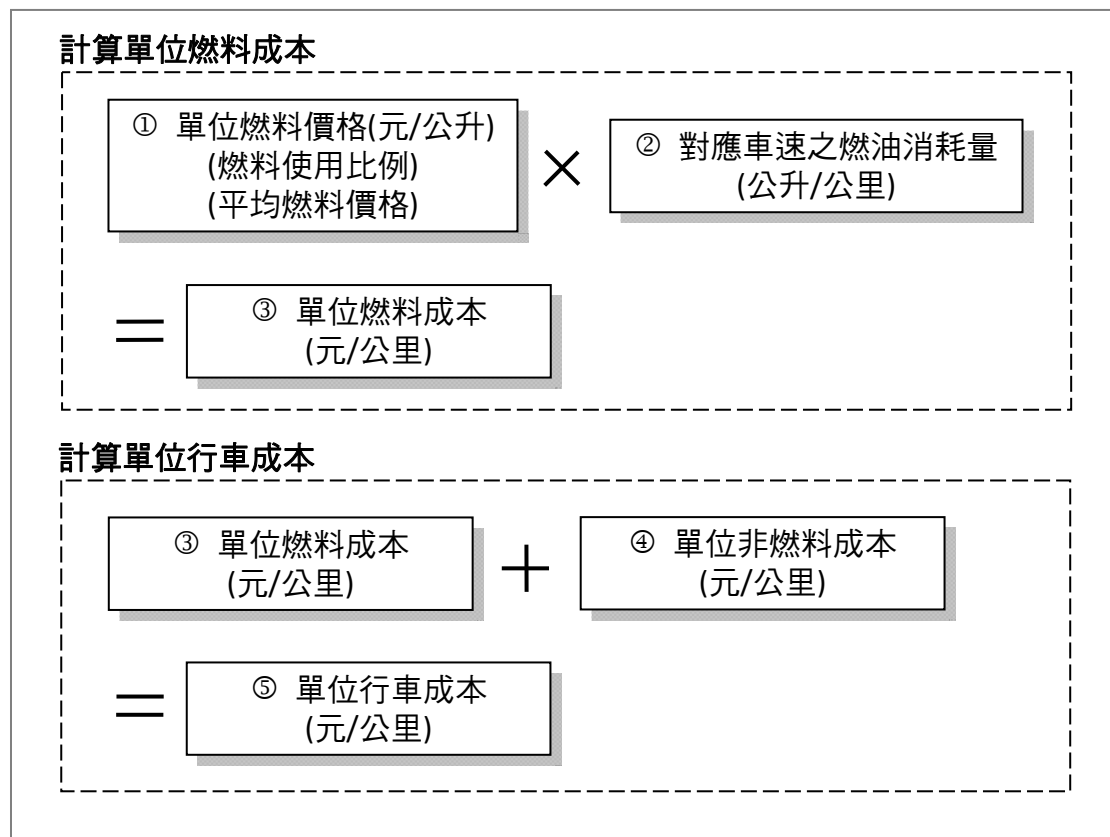 計算單位燃料成本
① 單位燃料價格(元/公升)
(燃料使用比例)
(平均燃料價格)
×
② 對應車速之燃油消耗量
(公升/公里)
=
③ 單位燃料成本
(元/公里)
計算單位行車成本
③ 單位燃料成本
(元/公里)
+
④ 單位非燃料成本
(元/公里)
=
⑤ 單位行車成本
(元/公里)